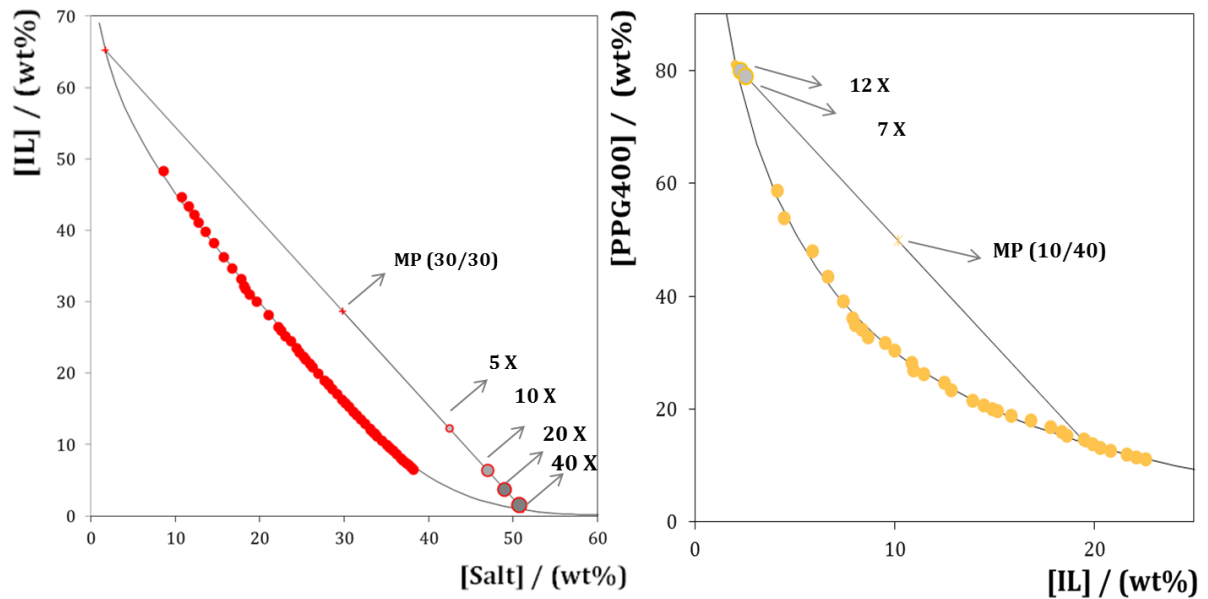 [IL] / (wt%)
70
60
50
40
30
20
10
0
MP (30/30)
5 X
10 X
20 X
40 X
0 10 20 30 40 50 60
[Salt] / (wt%)
[PPG400] / (wt%)
80
60
40
20
0
12 X
7 X
MP (10/40)
0 10 20
[IL] / (wt%)